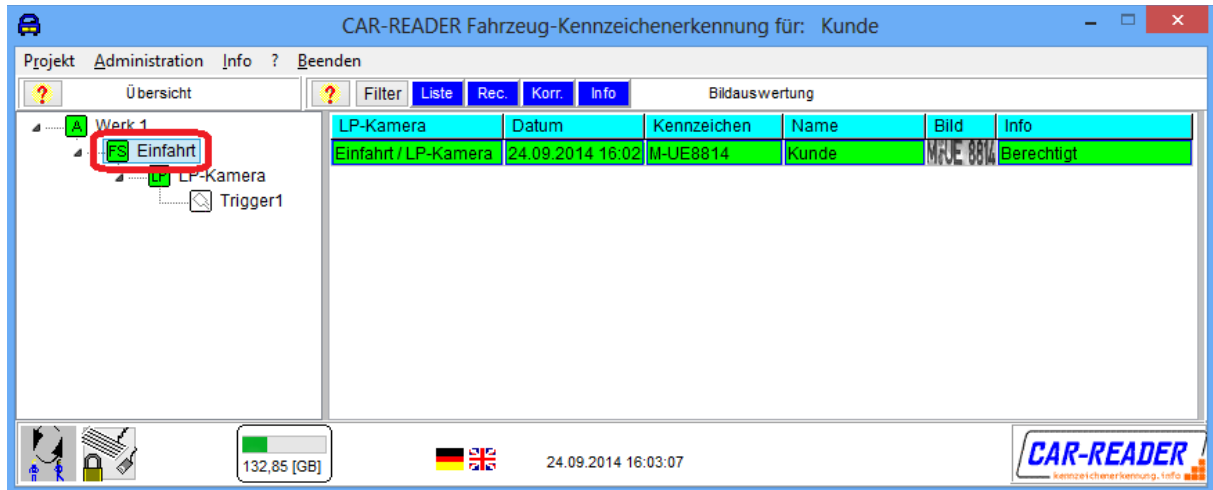 CAR-READER Fahrzeug-Kennzeichenerkennung für: Kunde
Projekt Administration Info ? Beenden
? Übersicht ? Filter Liste Rec. Korr. Info Bildauswertung
A Werk 1
FS Einfahrt
LP LP-Kamera
Trigger1
LP-Kamera Datum Kennzeichen Name Bild Info
Einfahrt / LP-Kamera 24.09.2014 16:02 M-UE8814 Kunde M-UE 8814 Berechtigt
132,85 [GB]
24.09.2014 16:03:07
CAR-READER
kennzeichenerkennung.info